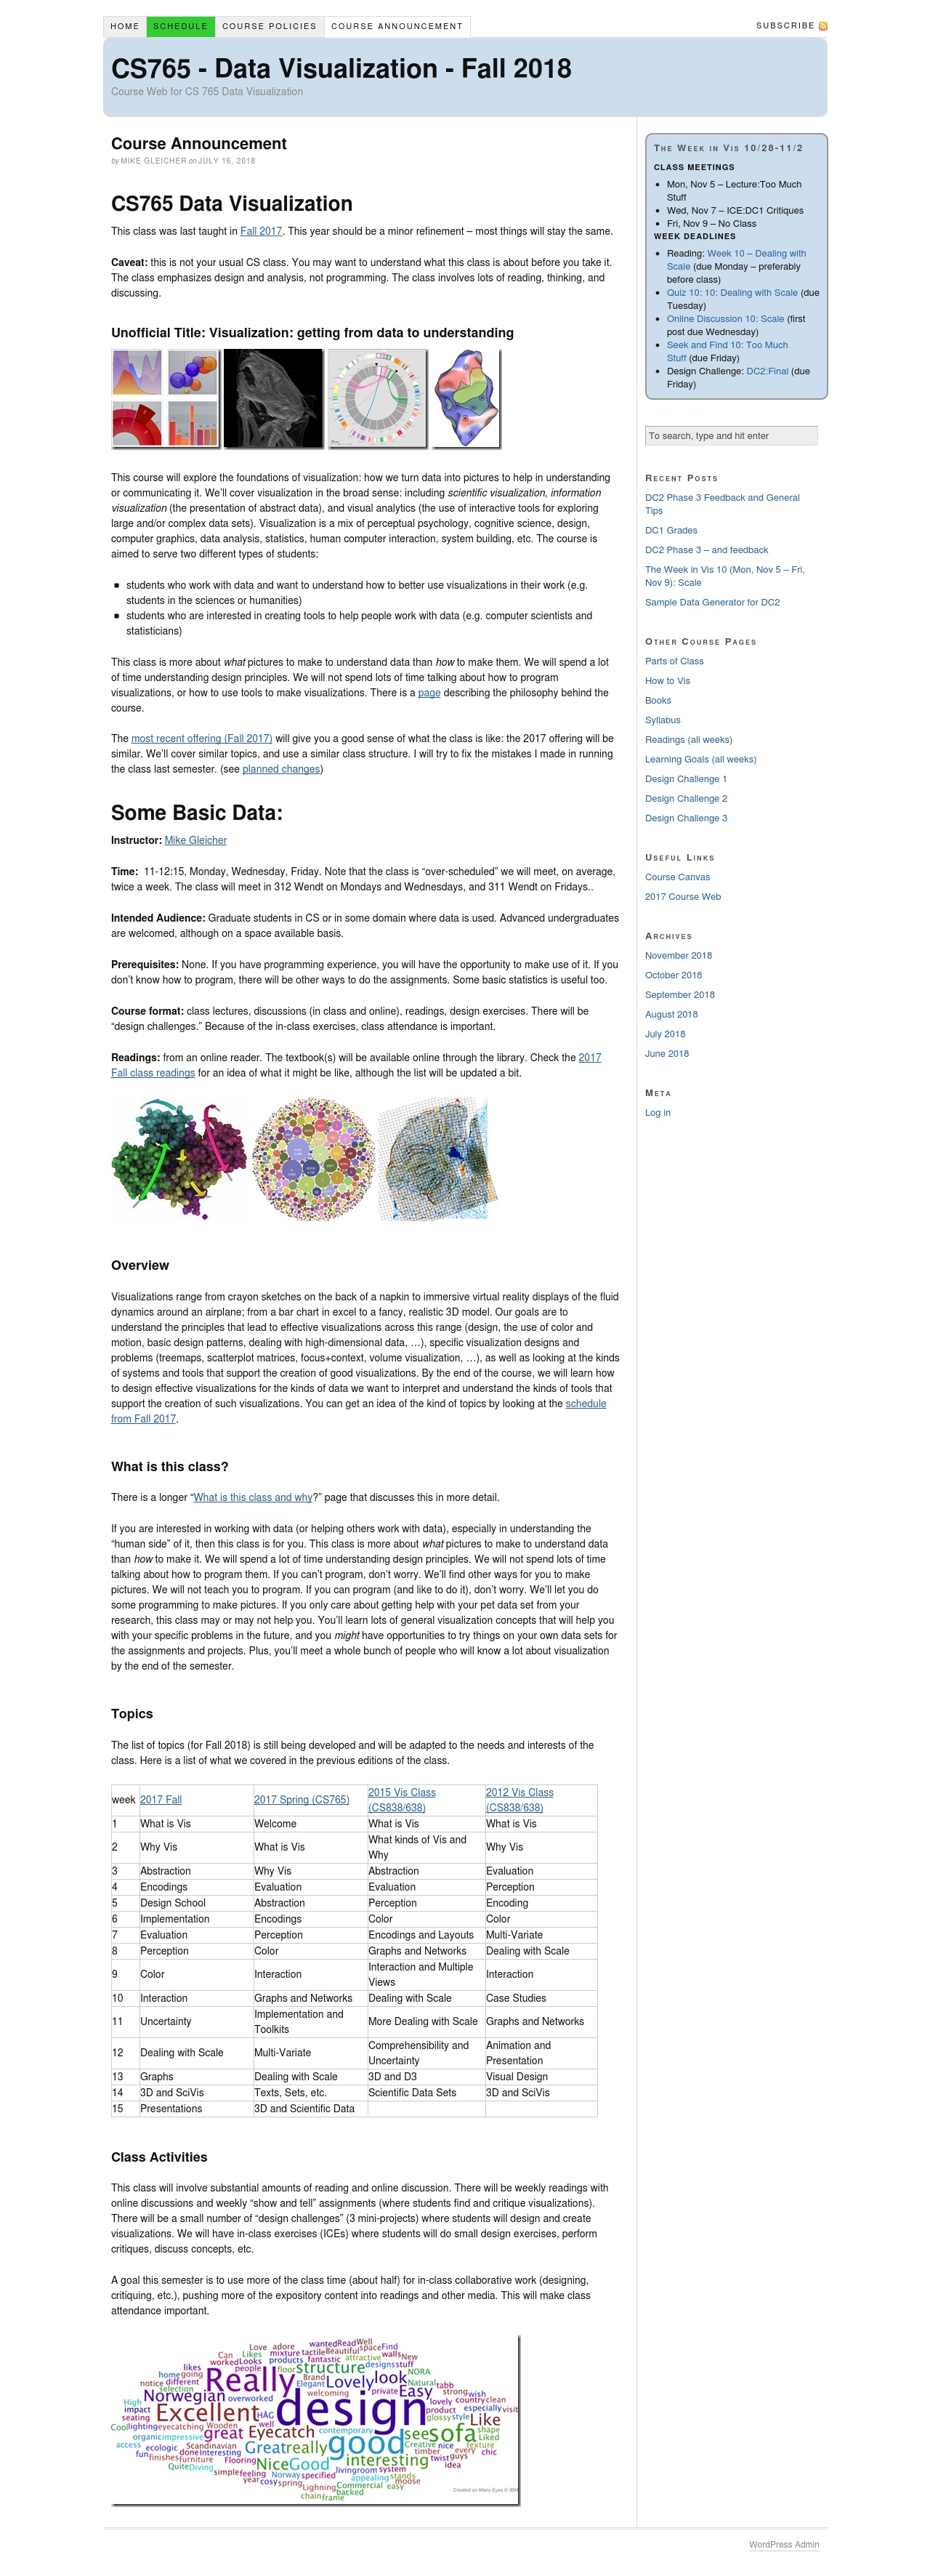 HOME SCHEDULE COURSE POLICIES COURSE ANNOUNCEMENT SUBSCRIBE
CS765 - Data Visualization - Fall 2018
Course Web for CS 765 Data Visualization
Course Announcement
by MIKE GLEICHER on JULY 16, 2018
CS765 Data Visualization
This class was last taught in Fall 2017. This year should be a minor refinement – most things will stay the same.
Caveat: this is not your usual CS class. You may want to understand what this class is about before you take it.
The class emphasizes design and analysis, not programming. The class involves lots of reading, thinking, and
discussing.
Unofficial Title: Visualization: getting from data to understanding
This course will explore the foundations of visualization: how we turn data into pictures to help in understanding
or communicating it. We'll cover visualization in the broad sense: including scientific visualization, information
visualization (the presentation of abstract data), and visual analytics (the use of interactive tools for exploring
large and/or complex data sets). Visualization is a mix of perceptual psychology, cognitive science, design,
computer graphics, data analysis, statistics, human computer interaction, system building, etc. The course is
aimed to serve two different types of students:
students who work with data and want to understand how to better use visualizations in their work (e.g.
students in the sciences or humanities)
students who are interested in creating tools to help people work with data (e.g. computer scientists and
statisticians)
This class is more about what pictures to make to understand data than how to make them. We will spend a lot
of time understanding design principles. We will not spend lots of time talking about how to program
visualizations, or how to use tools to make visualizations. There is a page describing the philosophy behind the
course.
The most recent offering (Fall 2017) will give you a good sense of what the class is like: the 2017 offering will be
similar. We'll cover similar topics, and use a similar class structure. I will try to fix the mistakes I made in running
the class last semester. (see planned changes)
Some Basic Data:
Instructor: Mike Gleicher
Time: 11-12:15, Monday, Wednesday, Friday. Note that the class is “over-scheduled” we will meet, on average,
twice a week. The class will meet in 312 Wendt on Mondays and Wednesdays, and 311 Wendt on Fridays..
Intended Audience: Graduate students in CS or in some domain where data is used. Advanced undergraduates
are welcomed, although on a space available basis.
Prerequisites: None. If you have programming experience, you will have the opportunity to make use of it. If you
don't know how to program, there will be other ways to do the assignments. Some basic statistics is useful too.
Course format: class lectures, discussions (in class and online), readings, design exercises. There will be
“design challenges.” Because of the in-class exercises, class attendance is important.
Readings: from an online reader. The textbook(s) will be available online through the library. Check the 2017
Fall class readings for an idea of what it might be like, although the list will be updated a bit.
Overview
Visualizations range from crayon sketches on the back of a napkin to immersive virtual reality displays of the fluid
dynamics around an airplane; from a bar chart in excel to a fancy, realistic 3D model. Our goals are to
understand the principles that lead to effective visualizations across this range (design, the use of color and
motion, basic design patterns, dealing with high-dimensional data, …), specific visualization designs and
problems (treemaps, scatterplot matrices, focus+context, volume visualization, …), as well as looking at the kinds
of systems and tools that support the creation of good visualizations. By the end of the course, we will learn how
to design effective visualizations for the kinds of data we want to interpret and understand the kinds of tools that
support the creation of such visualizations. You can get an idea of the kind of topics by looking at the schedule
from Fall 2017.
What is this class?
There is a longer “What is this class and why?” page that discusses this in more detail.
If you are interested in working with data (or helping others work with data), especially in understanding the
“human side” of it, then this class is for you. This class is more about what pictures to make to understand data
than how to make it. We will spend a lot of time understanding design principles. We will not spend lots of time
talking about how to program them. If you can't program, don't worry. We'll find other ways for you to make
pictures. We will not teach you to program. If you can program (and like to do it), don't worry. We'll let you do
some programming to make pictures. If you only care about getting help with your pet data set from your
research, this class may or may not help you. You'll learn lots of general visualization concepts that will help you
with your specific problems in the future, and you might have opportunities to try things on your own data sets for
the assignments and projects. Plus, you'll meet a whole bunch of people who will know a lot about visualization
by the end of the semester.
Topics
The list of topics (for Fall 2018) is still being developed and will be adapted to the needs and interests of the
class. Here is a list of what we covered in the previous editions of the class.
week 2017 Fall 2017 Spring (CS765) 2015 Vis Class (CS838/638) 2012 Vis Class (CS838/638)
1 What is Vis Welcome What is Vis What is Vis
2 Why Vis What is Vis What kinds of Vis and Why Why Vis
3 Abstraction Why Vis Abstraction Evaluation
4 Encodings Evaluation Evaluation Perception
5 Design School Abstraction Perception Encoding
6 Implementation Encodings Color Color
7 Evaluation Perception Encodings and Layouts Multi-Variate
8 Perception Color Graphs and Networks Dealing with Scale
9 Color Interaction Interaction and Multiple Views Interaction
10 Interaction Graphs and Networks Dealing with Scale Case Studies
11 Uncertainty Implementation and Toolkits More Dealing with Scale Graphs and Networks
12 Dealing with Scale Multi-Variate Comprehensibility and Uncertainty Animation and Presentation
13 Graphs Dealing with Scale 3D and D3 Visual Design
14 3D and SciVis Texts, Sets, etc. Scientific Data Sets 3D and SciVis
15 Presentations 3D and Scientific Data
Class Activities
This class will involve substantial amounts of reading and online discussion. There will be weekly readings with
online discussions and weekly “show and tell” assignments (where students find and critique visualizations).
There will be a small number of “design challenges” (3 mini-projects) where students will design and create
visualizations. We will have in-class exercises (ICEs) where students will do small design exercises, perform
critiques, discuss concepts, etc.
A goal this semester is to use more of the class time (about half) for in-class collaborative work (designing,
critiquing, etc.), pushing more of the expository content into readings and other media. This will make class
attendance important.
Love adore wanted Read Well
Can Likes mixture tactile Beautiful space Find
worked Looks products fantastic attractive walls New
likes people floor structure designs stuff
home going Really Brand Lovely look NORA
notice different Elegant Natural tabb
selection welcoming private Easy strong wish
High Norwegian overworked design lovely country clean
impact Excellent HÅG product especially visit
seating well glossy style Like
Cool lighting eyecatching Wooden Eyecatch contemporary see sofa shape
organic impressive great good Creative nice Liked
access ecologic Scandinavian Great really timber every texture
fun finishes done Interesting interesting twist guys chic
furniture Flooring Nice Good idea
Quite Diving simple feeling Norway specified livingroom system
year cosy spring Lighning Commercial appealing stands
easy moose
chain frame backed
Created on Many Eyes © IBM
The Week in Vis 10/28-11/2
CLASS MEETINGS
Mon, Nov 5 – Lecture:Too Much
Stuff
Wed, Nov 7 – ICE:DC1 Critiques
Fri, Nov 9 – No Class
WEEK DEADLINES
Reading: Week 10 – Dealing with
Scale (due Monday – preferably
before class)
Quiz 10: 10: Dealing with Scale (due
Tuesday)
Online Discussion 10: Scale (first
post due Wednesday)
Seek and Find 10: Too Much
Stuff (due Friday)
Design Challenge: DC2:Final (due
Friday)
To search, type and hit enter
Recent Posts
DC2 Phase 3 Feedback and General
Tips
DC1 Grades
DC2 Phase 3 – and feedback
The Week in Vis 10 (Mon, Nov 5 – Fri,
Nov 9): Scale
Sample Data Generator for DC2
Other Course Pages
Parts of Class
How to Vis
Books
Syllabus
Readings (all weeks)
Learning Goals (all weeks)
Design Challenge 1
Design Challenge 2
Design Challenge 3
Useful Links
Course Canvas
2017 Course Web
Archives
November 2018
October 2018
September 2018
August 2018
July 2018
June 2018
Meta
Log in
WordPress Admin